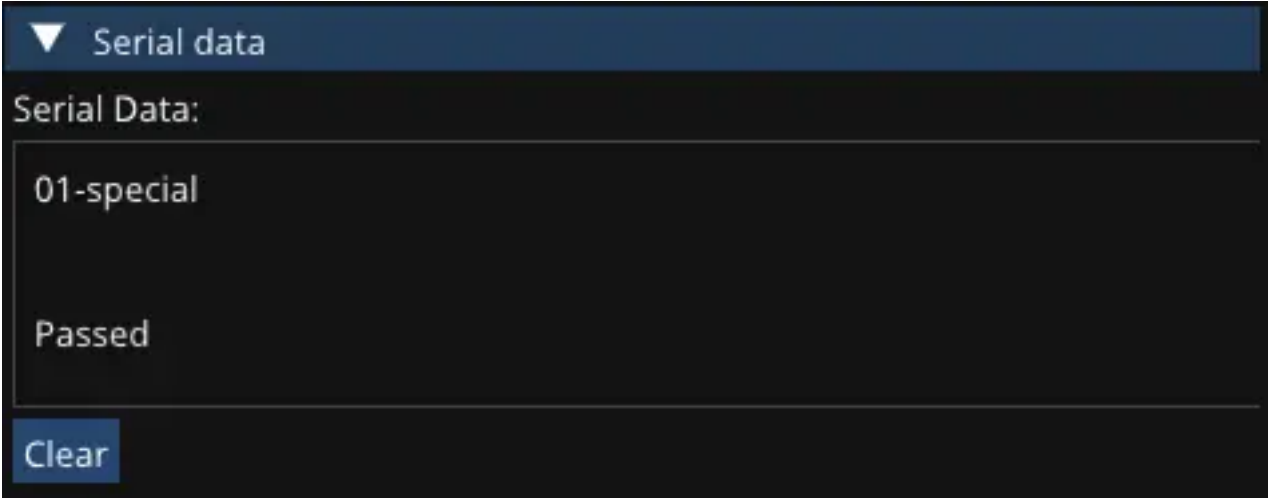 Serial data
Serial Data:
01-special
Passed
Clear